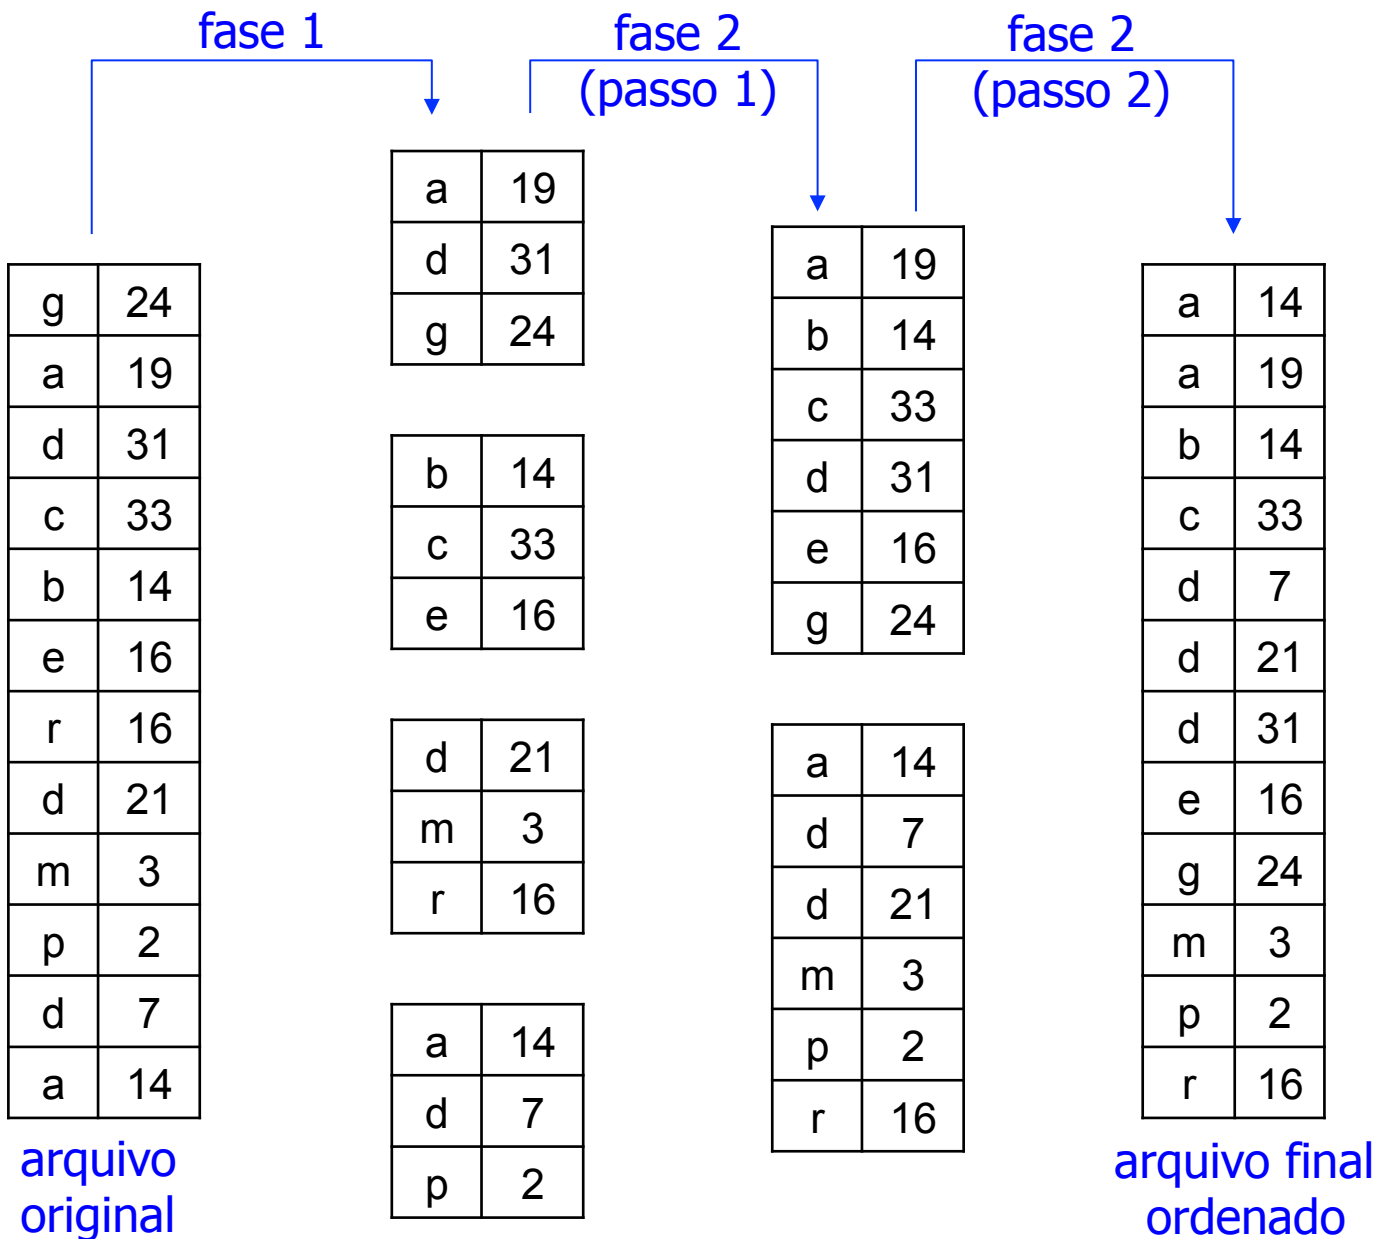 fase 1
fase 2
(passo 1)
fase 2
(passo 2)
g 24
a 19
d 31
c 33
b 14
e 16
r 16
d 21
m 3
p 2
d 7
a 14
arquivo
original
a 19
d 31
g 24
b 14
c 33
e 16
d 21
m 3
r 16
a 14
d 7
p 2
a 19
b 14
c 33
d 31
e 16
g 24
a 14
d 7
d 21
m 3
p 2
r 16
a 14
a 19
b 14
c 33
d 7
d 21
d 31
e 16
g 24
m 3
p 2
r 16
arquivo final
ordenado